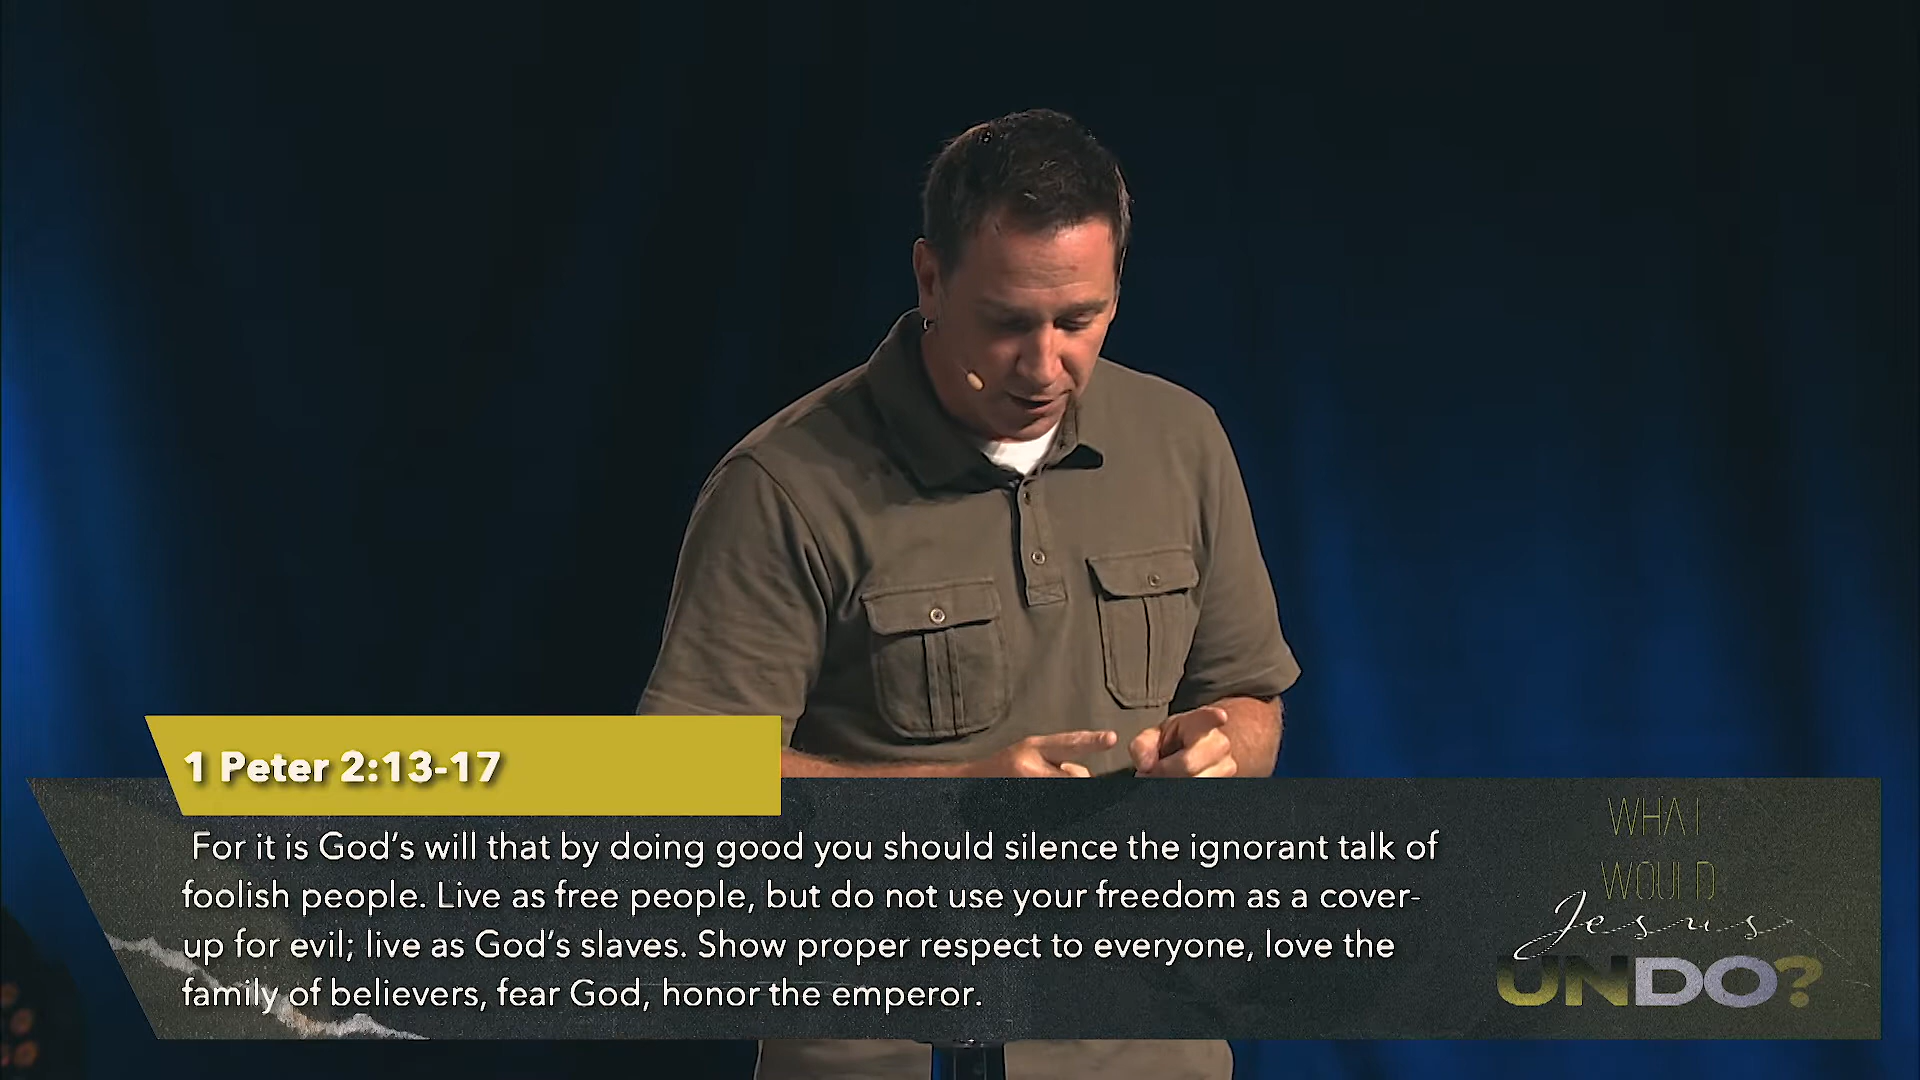 1 Peter 2:13-17
For it is God's will that by doing good you should silence the ignorant talk of
foolish people. Live as free people, but do not use your freedom as a cover-
up for evil; live as God's slaves. Show proper respect to everyone, love the
family of believers, fear God, honor the emperor.
WHAT
WOULD
Jesus
UNDO?